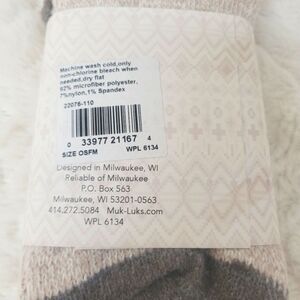 Machine wash cold,only
non-chlorine bleach when
needed,dry flat
92% microfiber polyester,
7%nylon,1% Spandex
22076-110
0 33977 21167 4
SIZE OSFM
WPL 6134
Designed in Milwaukee, WI
Reliable of Milwaukee
P.O. Box 563
Milwaukee, WI 53201-0563
414.272.5084 Muk-Luks.com
WPL 6134